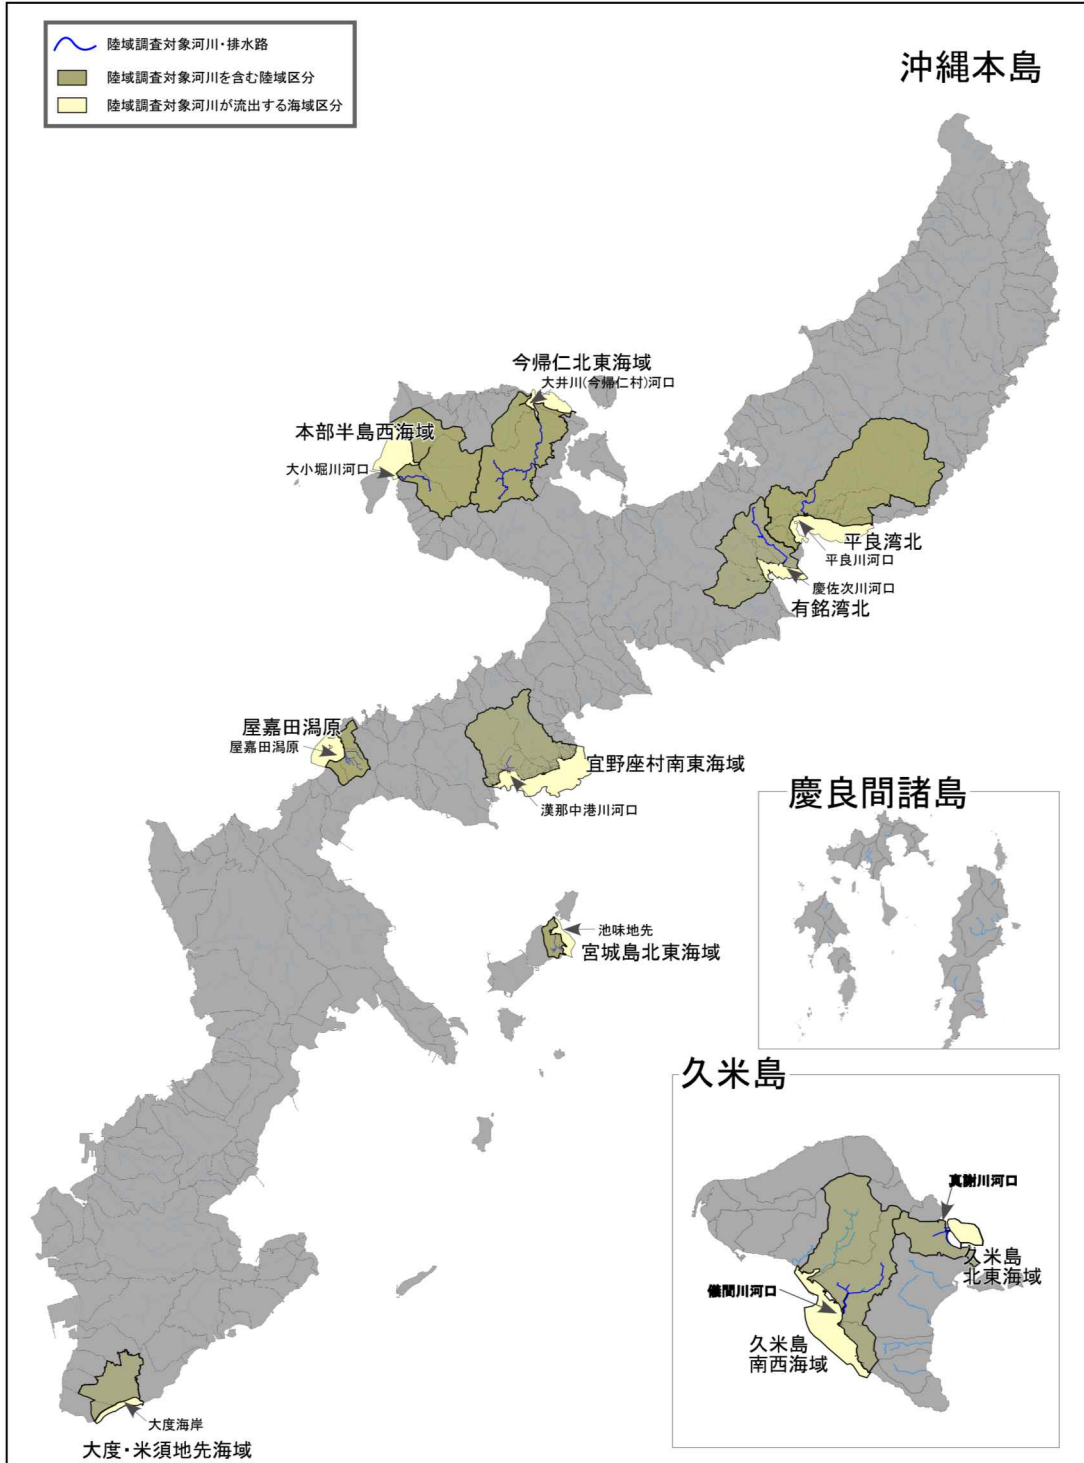 陸域調査対象河川・排水路
陸域調査対象河川を含む陸域区分
陸域調査対象河川が流出する海域区分
沖縄本島
今帰仁北東海域
大井川(今帰仁村)河口
本部半島西海域
大小堀川河口
平良湾北
平良川河口
慶佐次川河口
有銘湾北
屋嘉田潟原
屋嘉田潟原
宜野座村南東海域
漢那中港川河口
池味地先
宮城島北東海域
慶良間諸島
久米島
真謝川河口
久米島
北東海域
儀間川河口
久米島
南西海域
大度海岸
大度・米須地先海域